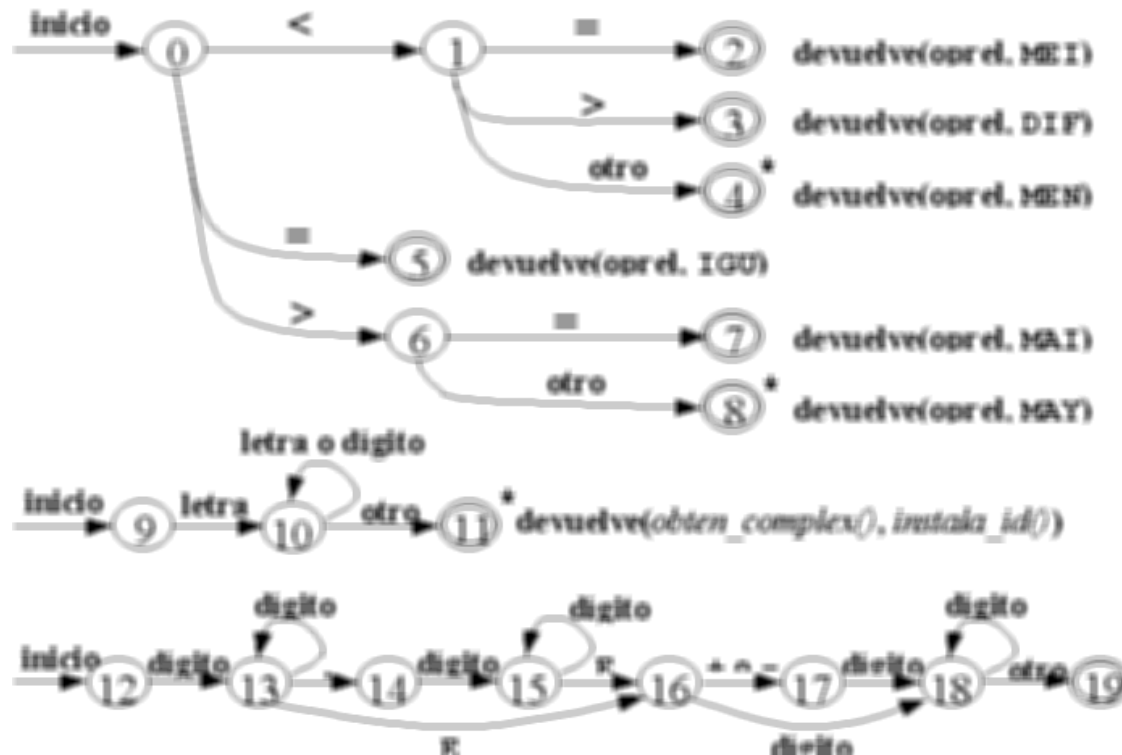 inicio 0 < 1 = 2 devuelve(oprel, MEI)
> 3 devuelve(oprel, DIF)
otro 4 * devuelve(oprel, MEN)
= 5 devuelve(oprel, IGU)
> 6 = 7 devuelve(oprel, MAI)
otro 8 * devuelve(oprel, MAY)
letra o digito
inicio 9 letra 10 otro 11 * devuelve(obten_complex(), instala_id())
digito digito digito
inicio 12 digito 13 14 digito 15 E 16 + o - 17 digito 18 otro 19
E digito